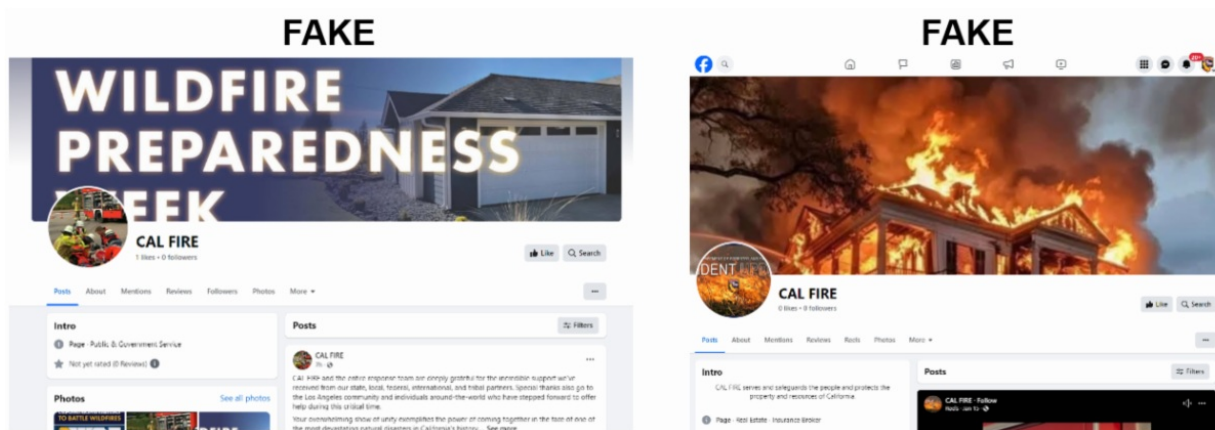 FAKE
WILDFIRE
PREPAREDNESS
WEEK
CAL FIRE
1 likes • 0 followers
Like
Search
Posts
About
Mentions
Reviews
Followers
Photos
More
Intro
Page · Public & Government Service
Not yet rated (0 Reviews)
Photos
See all photos
TO BATTLE WILDFIRES
Posts
Filters
CAL FIRE
CAL FIRE and the entire response team are deeply grateful for the incredible support we've
received from our state, local, federal, international, and tribal partners. Special thanks also go to
the Los Angeles community and individuals around-the-world who have stepped forward to offer
help during this critical time.
Your overwhelming show of unity exemplifies the power of coming together in the face of one of
the most devastating natural disasters in California's history... See more
FAKE
DENT
CAL FIRE
0 likes • 0 followers
Like
Search
Posts
About
Mentions
Reviews
Reels
Photos
More
Intro
CAL FIRE serves and safeguards the people and protects the
property and resources of California.
Page · Real Estate · Insurance Broker
Posts
Filters
CAL FIRE · Follow